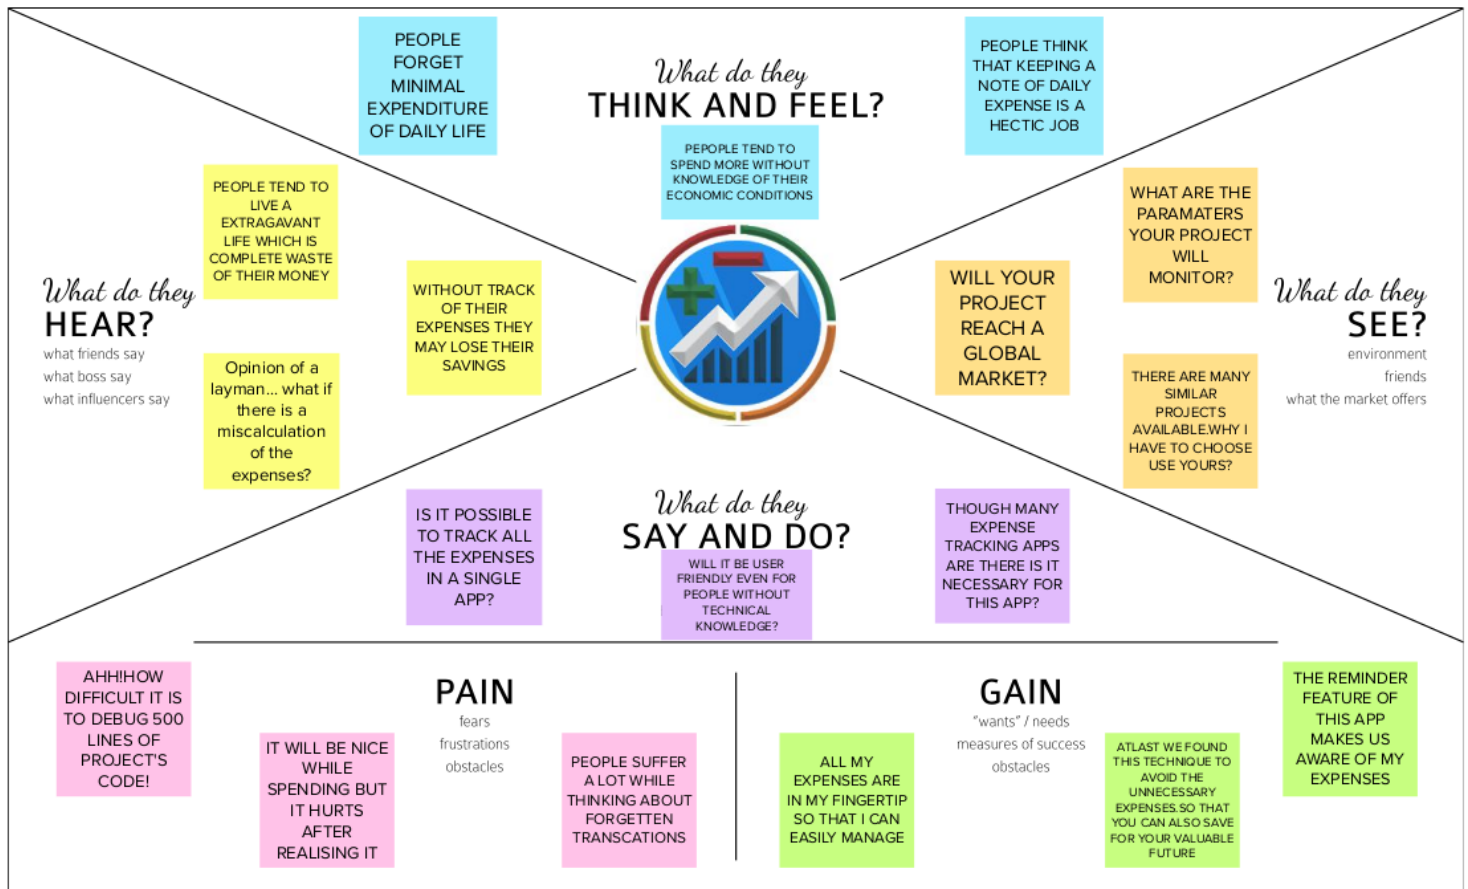 PEOPLE
FORGET
MINIMAL
EXPENDITURE
OF DAILY LIFE
What do they
THINK AND FEEL?
PEPOPLE TEND TO
SPEND MORE WITHOUT
KNOWLEDGE OF THEIR
ECONOMIC CONDITIONS
PEOPLE THINK
THAT KEEPING A
NOTE OF DAILY
EXPENSE IS A
HECTIC JOB
What do they
HEAR?
what friends say
what boss say
what influencers say
PEOPLE TEND TO
LIVE A
EXTRAGAVANT
LIFE WHICH IS
COMPLETE WASTE
OF THEIR MONEY
WITHOUT TRACK
OF THEIR
EXPENSES THEY
MAY LOSE THEIR
SAVINGS
Opinion of a
layman... what if
there is a
miscalculation
of the
expenses?
WILL YOUR
PROJECT
REACH A
GLOBAL
MARKET?
WHAT ARE THE
PARAMATERS
YOUR PROJECT
WILL
MONITOR?
THERE ARE MANY
SIMILAR
PROJECTS
AVAILABLE.WHY I
HAVE TO CHOOSE
USE YOURS?
What do they
SEE?
environment
friends
what the market offers
What do they
SAY AND DO?
IS IT POSSIBLE
TO TRACK ALL
THE EXPENSES
IN A SINGLE
APP?
WILL IT BE USER
FRIENDLY EVEN FOR
PEOPLE WITHOUT
TECHNICAL
KNOWLEDGE?
THOUGH MANY
EXPENSE
TRACKING APPS
ARE THERE IS IT
NECESSARY FOR
THIS APP?
PAIN
fears
frustrations
obstacles
AHH!HOW
DIFFICULT IT IS
TO DEBUG 500
LINES OF
PROJECT'S
CODE!
IT WILL BE NICE
WHILE
SPENDING BUT
IT HURTS
AFTER
REALISING IT
PEOPLE SUFFER
A LOT WHILE
THINKING ABOUT
FORGETTEN
TRANSCATIONS
GAIN
"wants" / needs
measures of success
obstacles
ALL MY
EXPENSES ARE
IN MY FINGERTIP
SO THAT I CAN
EASILY MANAGE
ATLAST WE FOUND
THIS TECHNIQUE TO
AVOID THE
UNNECESSARY
EXPENSES.SO THAT
YOU CAN ALSO SAVE
FOR YOUR VALUABLE
FUTURE
THE REMINDER
FEATURE OF
THIS APP
MAKES US
AWARE OF MY
EXPENSES